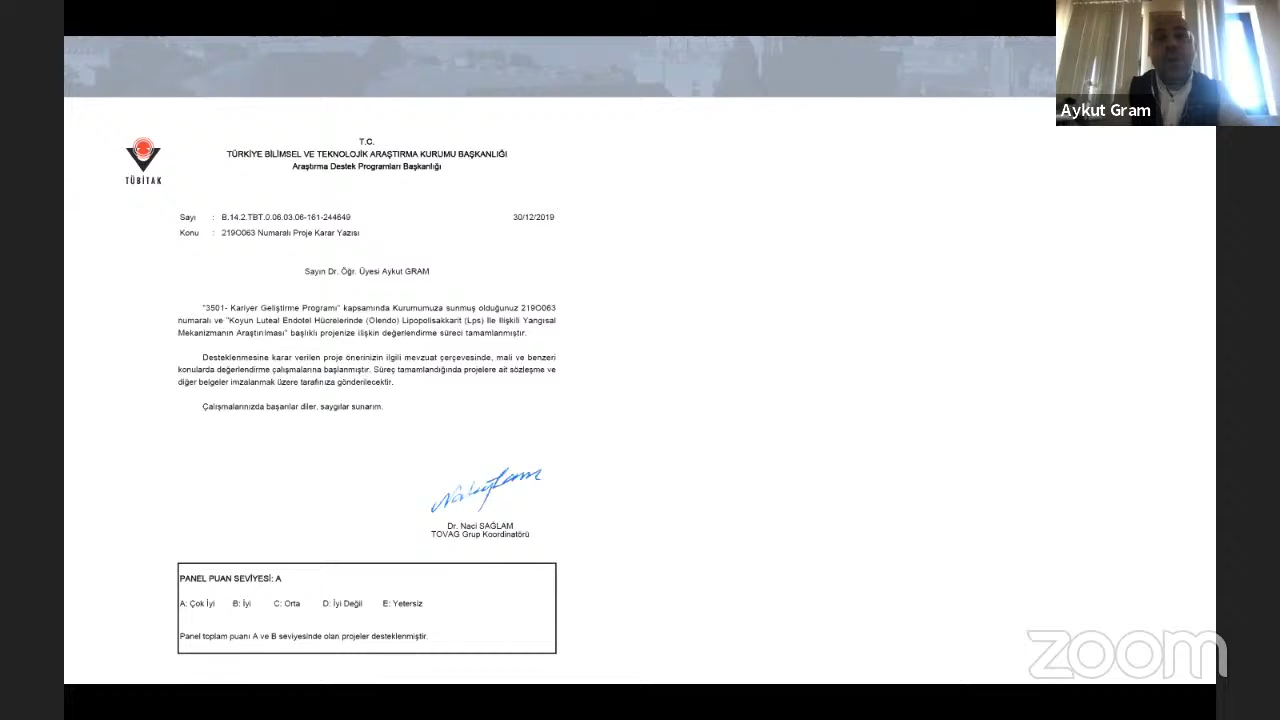 Aykut Gram
TÜBİTAK
T.C.
TÜRKİYE BİLİMSEL VE TEKNOLOJİK ARAŞTIRMA KURUMU BAŞKANLIĞI
Araştırma Destek Programları Başkanlığı
Sayı : B.14.2.TBT.0.06.03.06-161-244649 30/12/2019
Konu : 219O063 Numaralı Proje Karar Yazısı
Sayın Dr. Öğr. Üyesi Aykut GRAM
"3501- Kariyer Geliştirme Programı" kapsamında Kurumumuza sunmuş olduğunuz 219O063
numaralı ve "Koyun Luteal Endotel Hücrelerinde (Olendo) Lipopolisakkarit (Lps) İle İlişkili Yangısal
Mekanizmanın Araştırılması" başlıklı projenize ilişkin değerlendirme süreci tamamlanmıştır.
Desteklenmesine karar verilen proje önerinizin ilgili mevzuat çerçevesinde, mali ve benzeri
konularda değerlendirme çalışmalarına başlanmıştır. Süreç tamamlandığında projelere ait sözleşme ve
diğer belgeler imzalanmak üzere tarafınıza gönderilecektir.
Çalışmalarınızda başarılar diler, saygılar sunarım.
Dr. Naci SAĞLAM
TOVAG Grup Koordinatörü
PANEL PUAN SEVİYESİ: A
A: Çok İyi B: İyi C: Orta D: İyi Değil E: Yetersiz
Panel toplam puanı A ve B seviyesinde olan projeler desteklenmiştir.
zoom